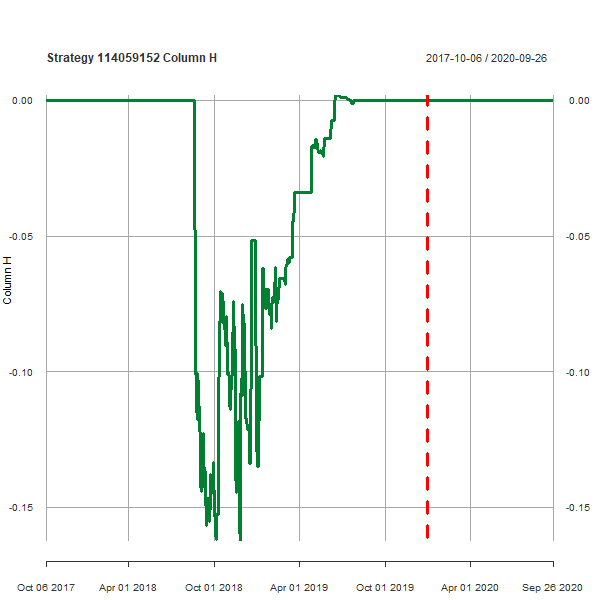 Strategy 114059152 Column H 2017-10-06 / 2020-09-26
0.00 0.00
-0.05 -0.05
-0.10 -0.10
-0.15 -0.15
Column H
Oct 06 2017 Apr 01 2018 Oct 01 2018 Apr 01 2019 Oct 01 2019 Apr 01 2020 Sep 26 2020